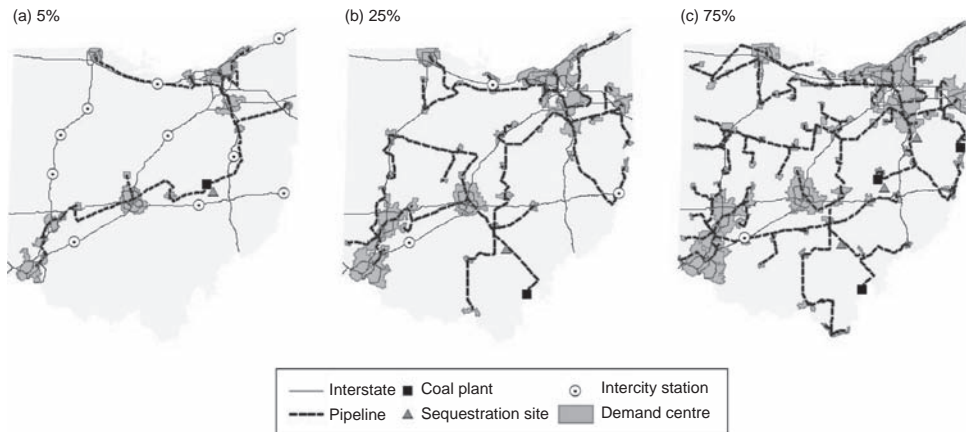 (a) 5%
(b) 25%
(c) 75%
Interstate
Coal plant
Intercity station
Pipeline
Sequestration site
Demand centre